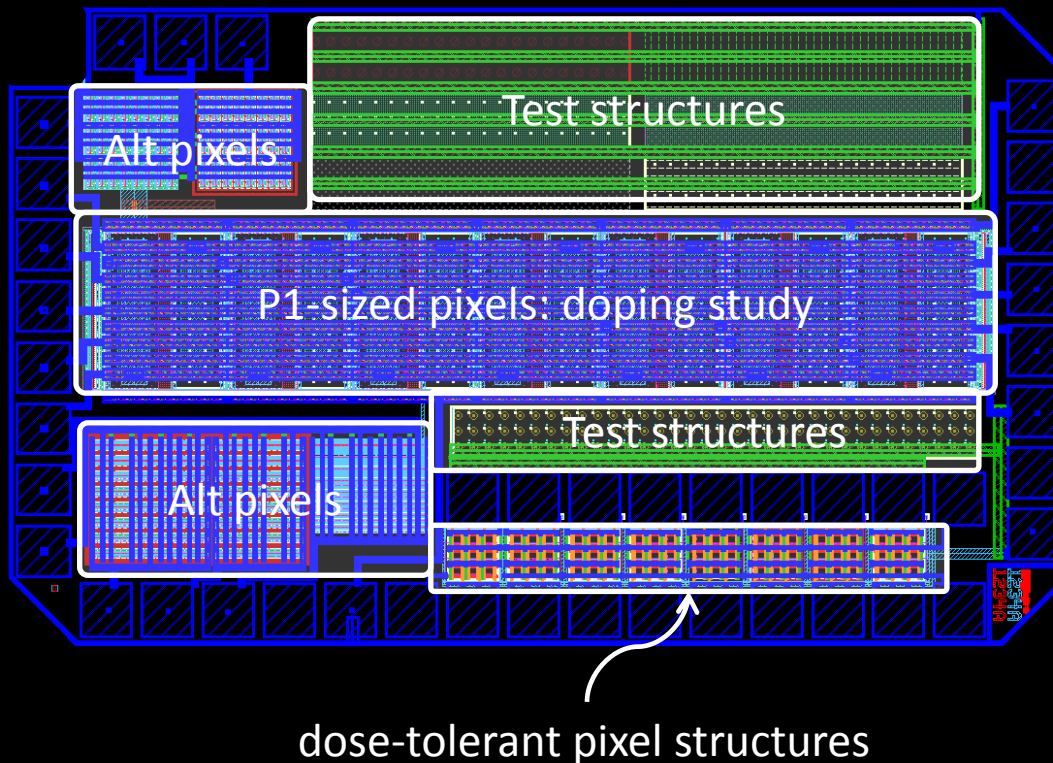 Test structures
Alt pixels
P1-sized pixels: doping study
Test structures
Alt pixels
dose-tolerant pixel structures